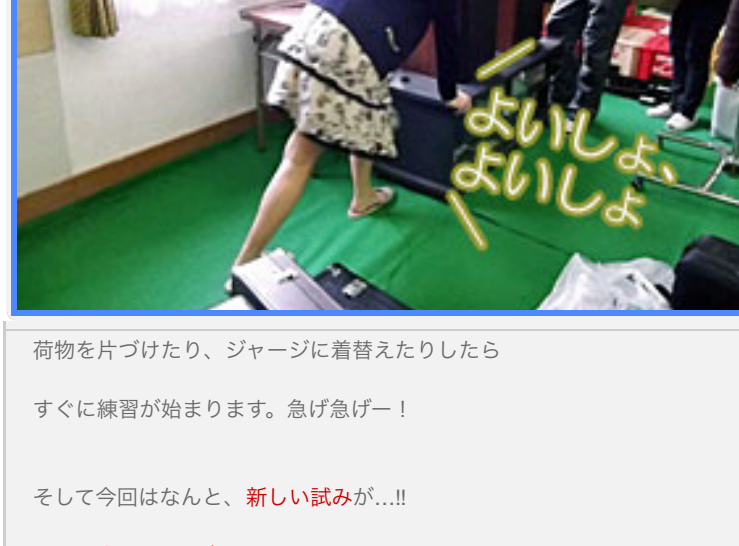 よいしょ、
よいしょ
荷物を片づけたり、ジャージに着替えたりしたら
すぐに練習が始まります。急げ急げー！
そして今回はなんと、新しい試みが…!!